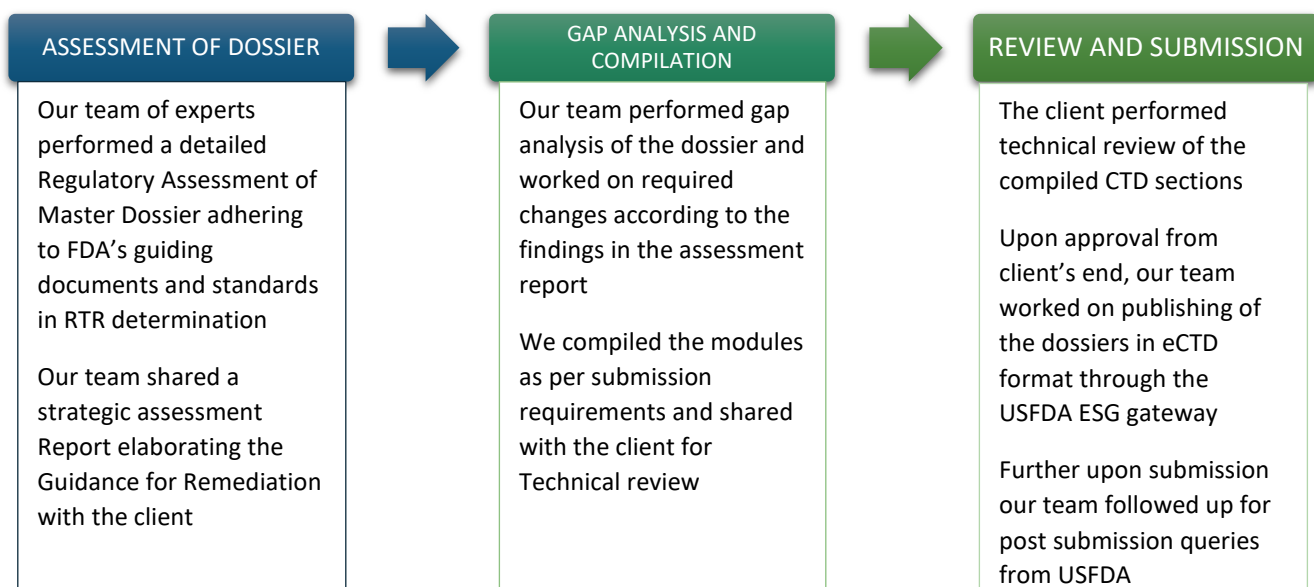 ASSESSMENT OF DOSSIER
Our team of experts
performed a detailed
Regulatory Assessment of
Master Dossier adhering
to FDA’s guiding
documents and standards
in RTR determination
Our team shared a
strategic assessment
Report elaborating the
Guidance for Remediation
with the client
GAP ANALYSIS AND
COMPILATION
Our team performed gap
analysis of the dossier and
worked on required
changes according to the
findings in the assessment
report
We compiled the modules
as per submission
requirements and shared
with the client for
Technical review
REVIEW AND SUBMISSION
The client performed
technical review of the
compiled CTD sections
Upon approval from
client’s end, our team
worked on publishing of
the dossiers in eCTD
format through the
USFDA ESG gateway
Further upon submission
our team followed up for
post submission queries
from USFDA